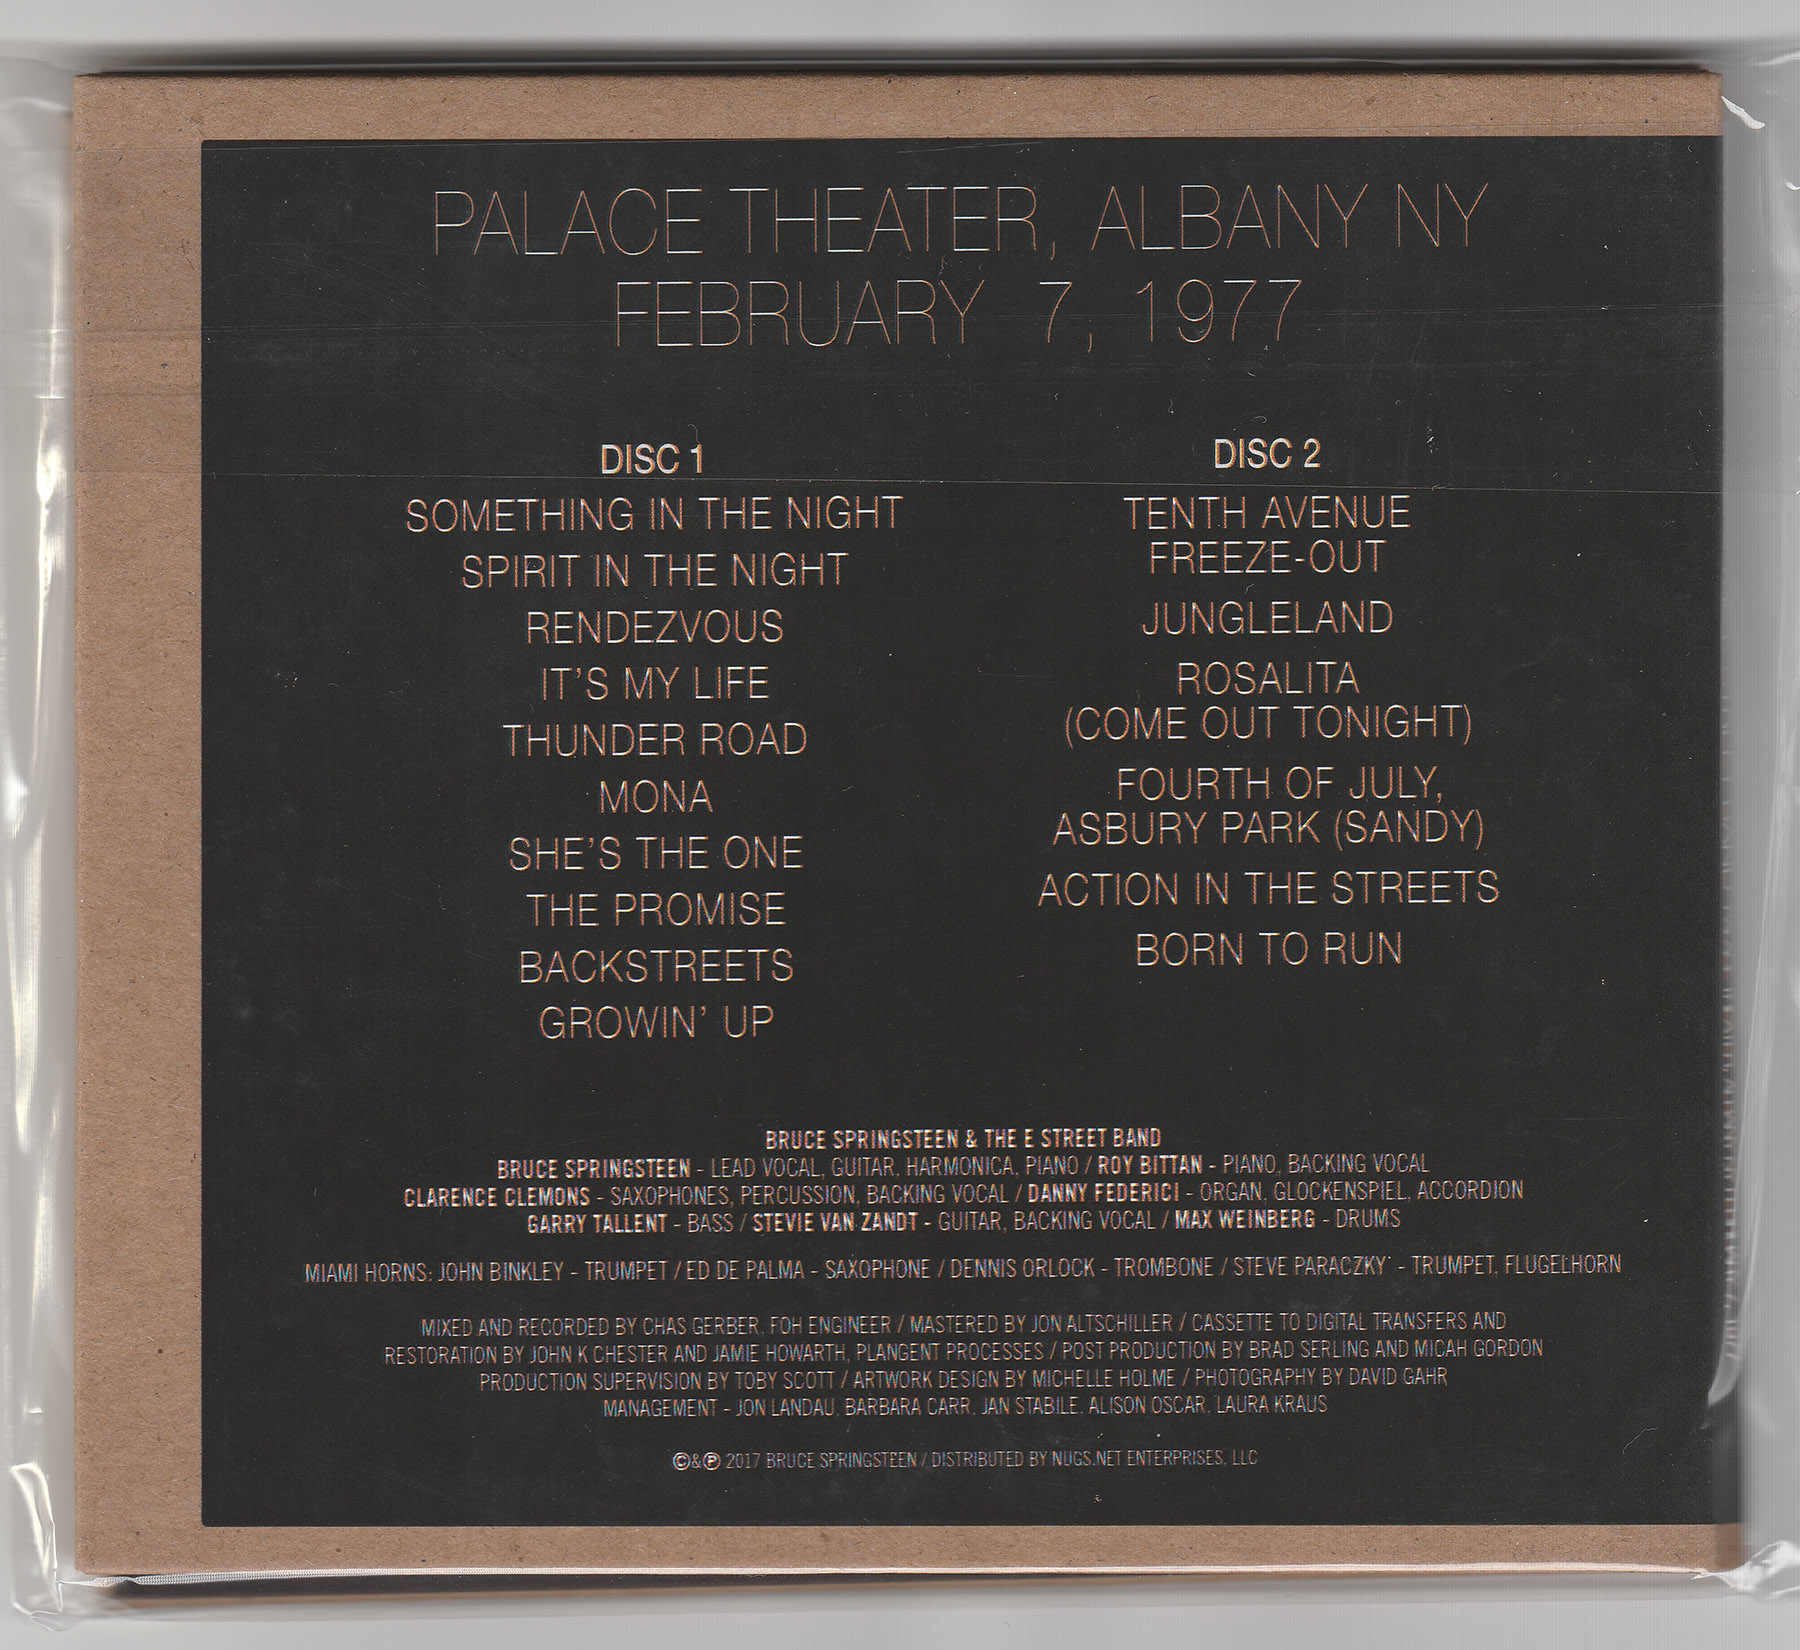 PALACE THEATER, ALBANY NY
FEBRUARY 7, 1977
DISC 1
SOMETHING IN THE NIGHT
SPIRIT IN THE NIGHT
RENDEZVOUS
IT'S MY LIFE
THUNDER ROAD
MONA
SHE'S THE ONE
THE PROMISE
BACKSTREETS
GROWIN' UP
DISC 2
TENTH AVENUE
FREEZE-OUT
JUNGLELAND
ROSALITA
(COME OUT TONIGHT)
FOURTH OF JULY,
ASBURY PARK (SANDY)
ACTION IN THE STREETS
BORN TO RUN
BRUCE SPRINGSTEEN & THE E STREET BAND
BRUCE SPRINGSTEEN - LEAD VOCAL, GUITAR, HARMONICA, PIANO / ROY BITTAN - PIANO, BACKING VOCAL
CLARENCE CLEMONS - SAXOPHONES, PERCUSSION, BACKING VOCAL / DANNY FEDERICI - ORGAN, GLOCKENSPIEL, ACCORDION
GARRY TALLENT - BASS / STEVIE VAN ZANDT - GUITAR, BACKING VOCAL / MAX WEINBERG - DRUMS
MIAMI HORNS: JOHN BINKLEY - TRUMPET / ED DE PALMA - SAXOPHONE / DENNIS ORLOCK - TROMBONE / STEVE PARACZKY - TRUMPET, FLUGELHORN
MIXED AND RECORDED BY CHAS GERBER, FOH ENGINEER / MASTERED BY JON ALTSCHILLER / CASSETTE TO DIGITAL TRANSFERS AND
RESTORATION BY JOHN K CHESTER AND JAMIE HOWARTH, PLANGENT PROCESSES / POST PRODUCTION BY BRAD SERLING AND MICAH GORDON
PRODUCTION SUPERVISION BY TOBY SCOTT / ARTWORK DESIGN BY MICHELLE HOLME / PHOTOGRAPHY BY DAVID GAHR
MANAGEMENT - JON LANDAU, BARBARA CARR, JAN STABILE, ALISON OSCAR, LAURA KRAUS
©&℗ 2017 BRUCE SPRINGSTEEN / DISTRIBUTED BY NUGS.NET ENTERPRISES, LLC